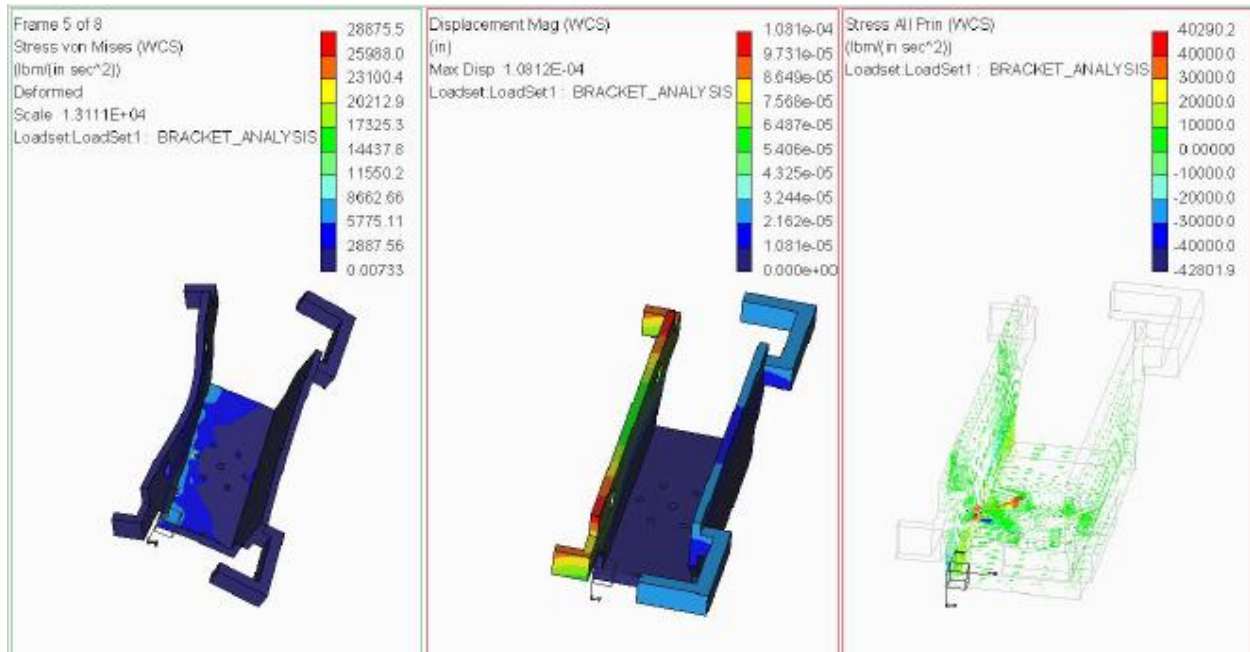 Frame 5 of 8
Stress von Mises (WCS)
(lbm/(in sec^2))
Deformed
Scale 1.3111E+04
Loadset:LoadSet1 : BRACKET_ANALYSIS
28875.5
25988.0
23100.4
20212.9
17325.3
14437.8
11550.2
8662.66
5775.11
2887.56
0.00733
Displacement Mag (WCS)
(in)
Max Disp 1.0812E-04
Loadset:LoadSet1 : BRACKET_ANALYSIS
1.081e-04
9.731e-05
8.649e-05
7.568e-05
6.487e-05
5.406e-05
4.325e-05
3.244e-05
2.162e-05
1.081e-05
0.000e+00
Stress All Prin (WCS)
(lbm/(in sec^2))
Loadset:LoadSet1 : BRACKET_ANALYSIS
40290.2
40000.0
30000.0
20000.0
10000.0
0.00000
-10000.0
-20000.0
-30000.0
-40000.0
-42801.9